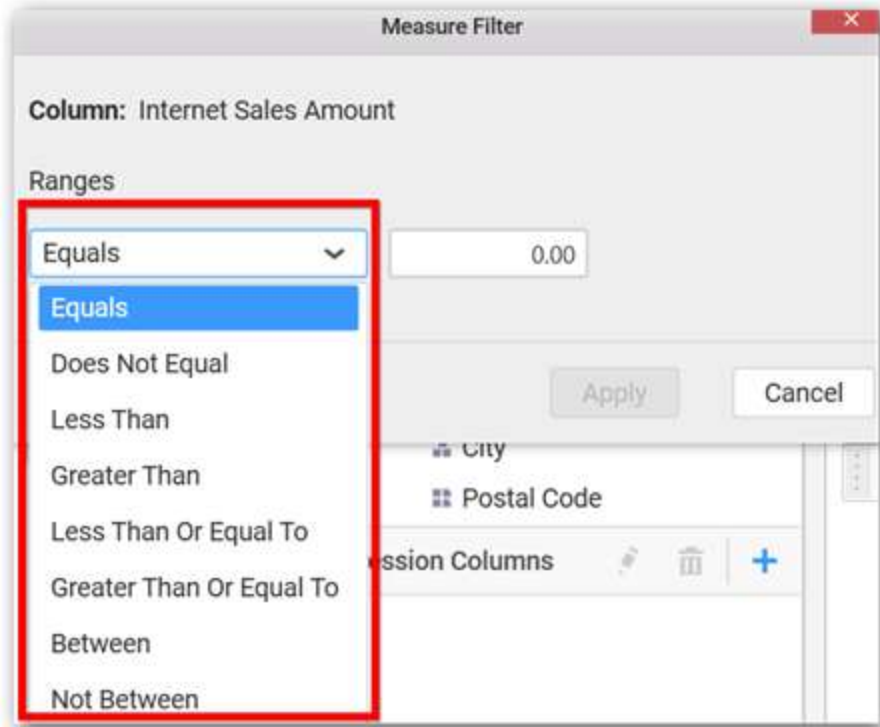 Measure Filter
Column: Internet Sales Amount
Ranges
Equals
0.00
Equals
Does Not Equal
Less Than
Greater Than
Less Than Or Equal To
Greater Than Or Equal To
Between
Not Between
Apply
Cancel
City
Postal Code
ession Columns